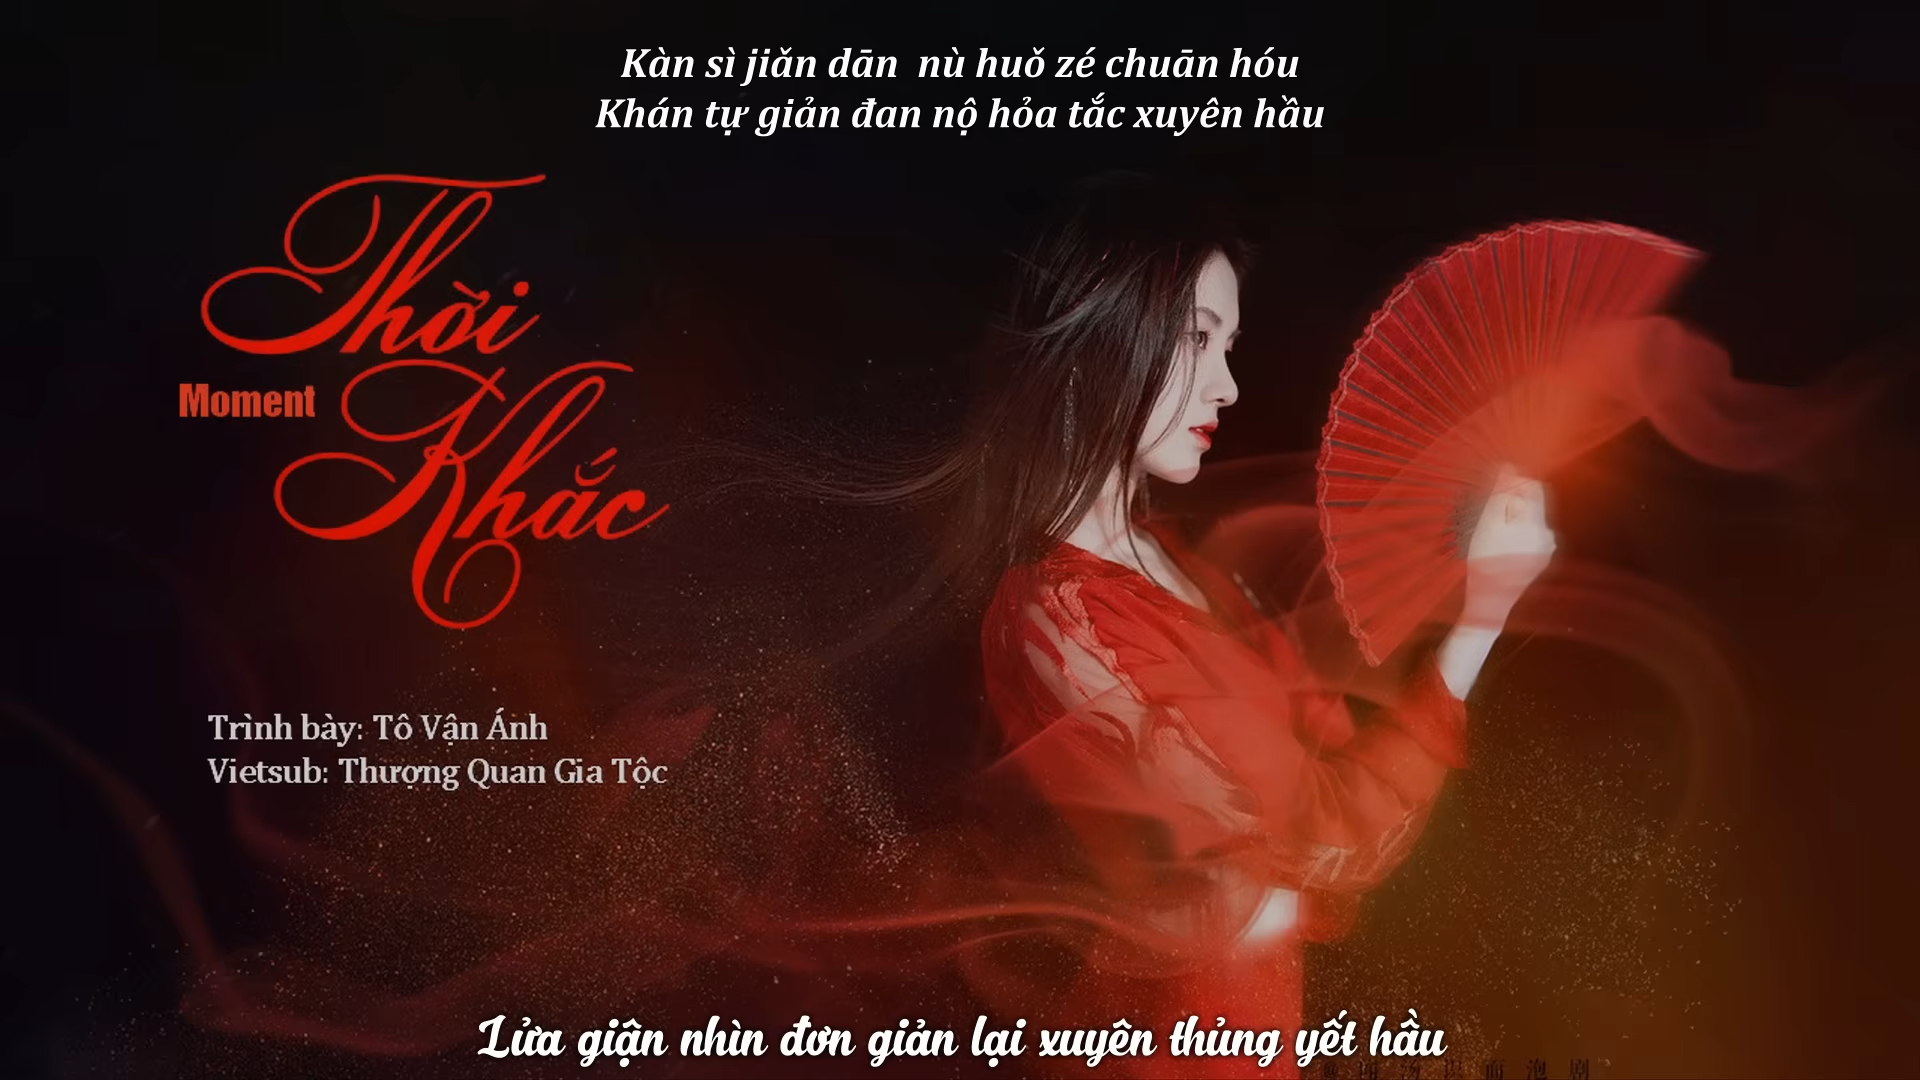 Kàn sì jiǎn dān nù huǒ zé chuān hóu
Khán tự giản đan nộ hỏa tắc xuyên hầu
Thời
Moment
Khắc
Trình bày: Tô Vận Ánh
Vietsub: Thượng Quan Gia Tộc
Lửa giận nhìn đơn giản lại xuyên thủng yết hầu